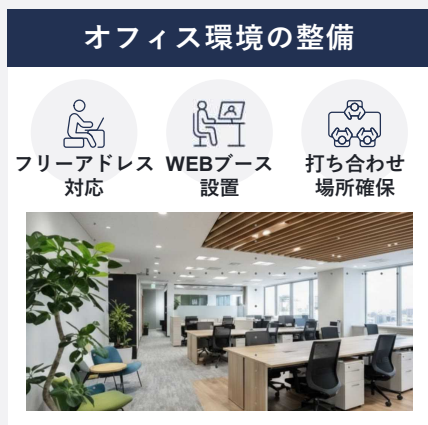 オフィス環境の整備
フリーアドレス
対応
WEBブース
設置
打ち合わせ
場所確保